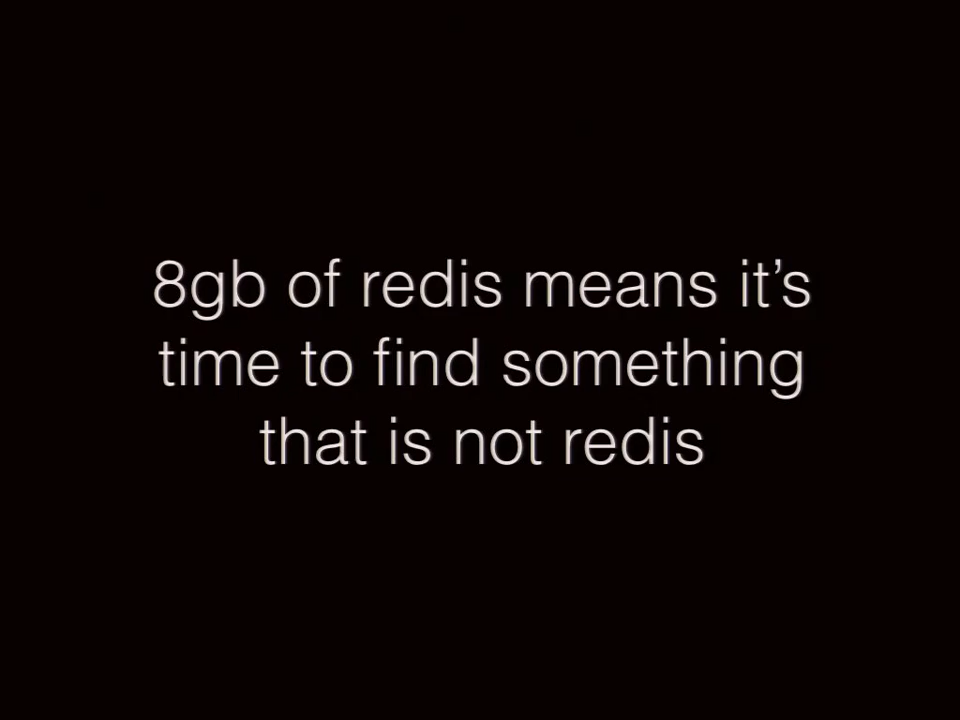 8gb of redis means it’s
time to find something
that is not redis